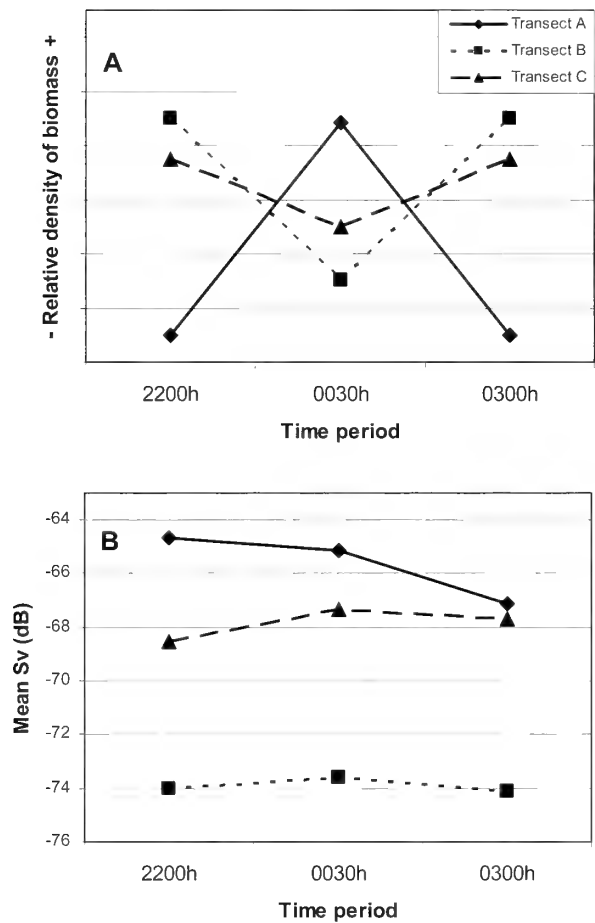 Transect A
Transect B
Transect C
A
- Relative density of biomass +
2200h
0030h
0300h
Time period
B
Mean Sv (dB)
-64
-66
-68
-70
-72
-74
-76
2200h
0030h
0300h
Time period